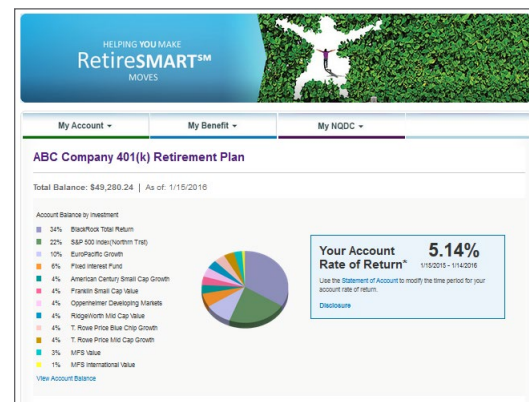 HELPING YOU MAKE
RetireSMART℠
MOVES
My Account
My Benefit
My NQDC
ABC Company 401(k) Retirement Plan
Total Balance: $49,280.24 | As of: 1/15/2016
Account Balance by Investment
34% BlackRock Total Return
22% S&P 500 Index(Northrn Trst)
10% EuroPacific Growth
6% Fixed Interest Fund
4% American Century Small Cap Growth
4% Franklin Small Cap Value
4% Oppenheimer Developing Markets
4% RidgeWorth Mid Cap Value
4% T. Rowe Price Blue Chip Growth
4% T. Rowe Price Mid Cap Growth
3% MFS Value
1% MFS International Value
View Account Balance
Your Account 5.14%
Rate of Return* 1/15/2015 - 1/14/2016
Use the Statement of Account to modify the time period for your
account rate of return.
Disclosure